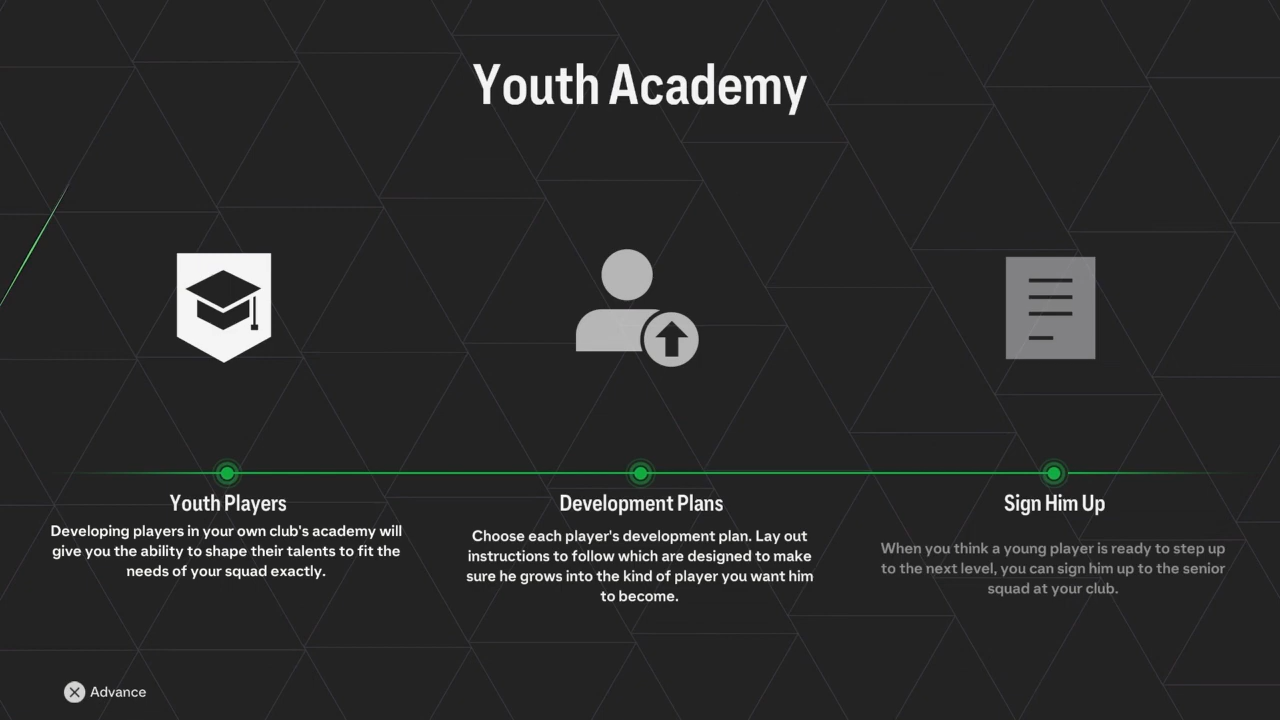 Youth Academy
Youth Players
Developing players in your own club's academy will
give you the ability to shape their talents to fit the
needs of your squad exactly.
Development Plans
Choose each player's development plan. Lay out
instructions to follow which are designed to make
sure he grows into the kind of player you want him
to become.
Sign Him Up
When you think a young player is ready to step up
to the next level, you can sign him up to the senior
squad at your club.
Advance